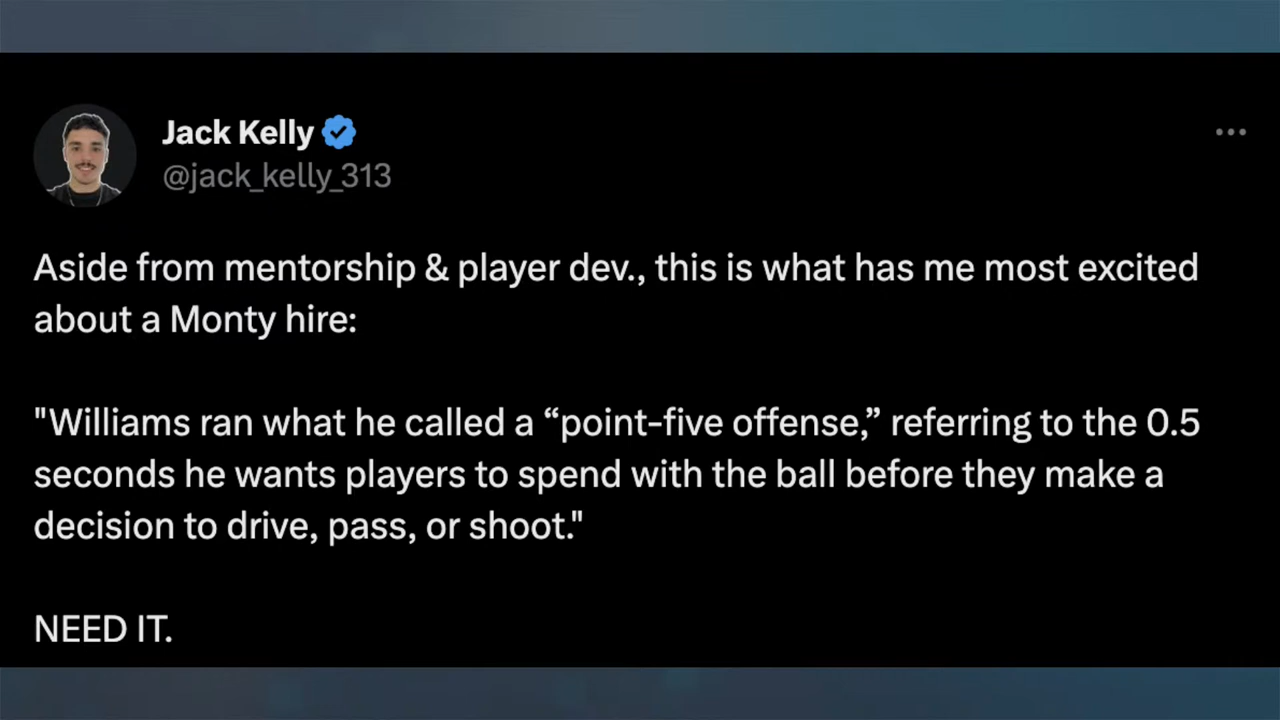 Jack Kelly
@jack_kelly_313
Aside from mentorship & player dev., this is what has me most excited
about a Monty hire:
"Williams ran what he called a “point-five offense,” referring to the 0.5
seconds he wants players to spend with the ball before they make a
decision to drive, pass, or shoot."
NEED IT.